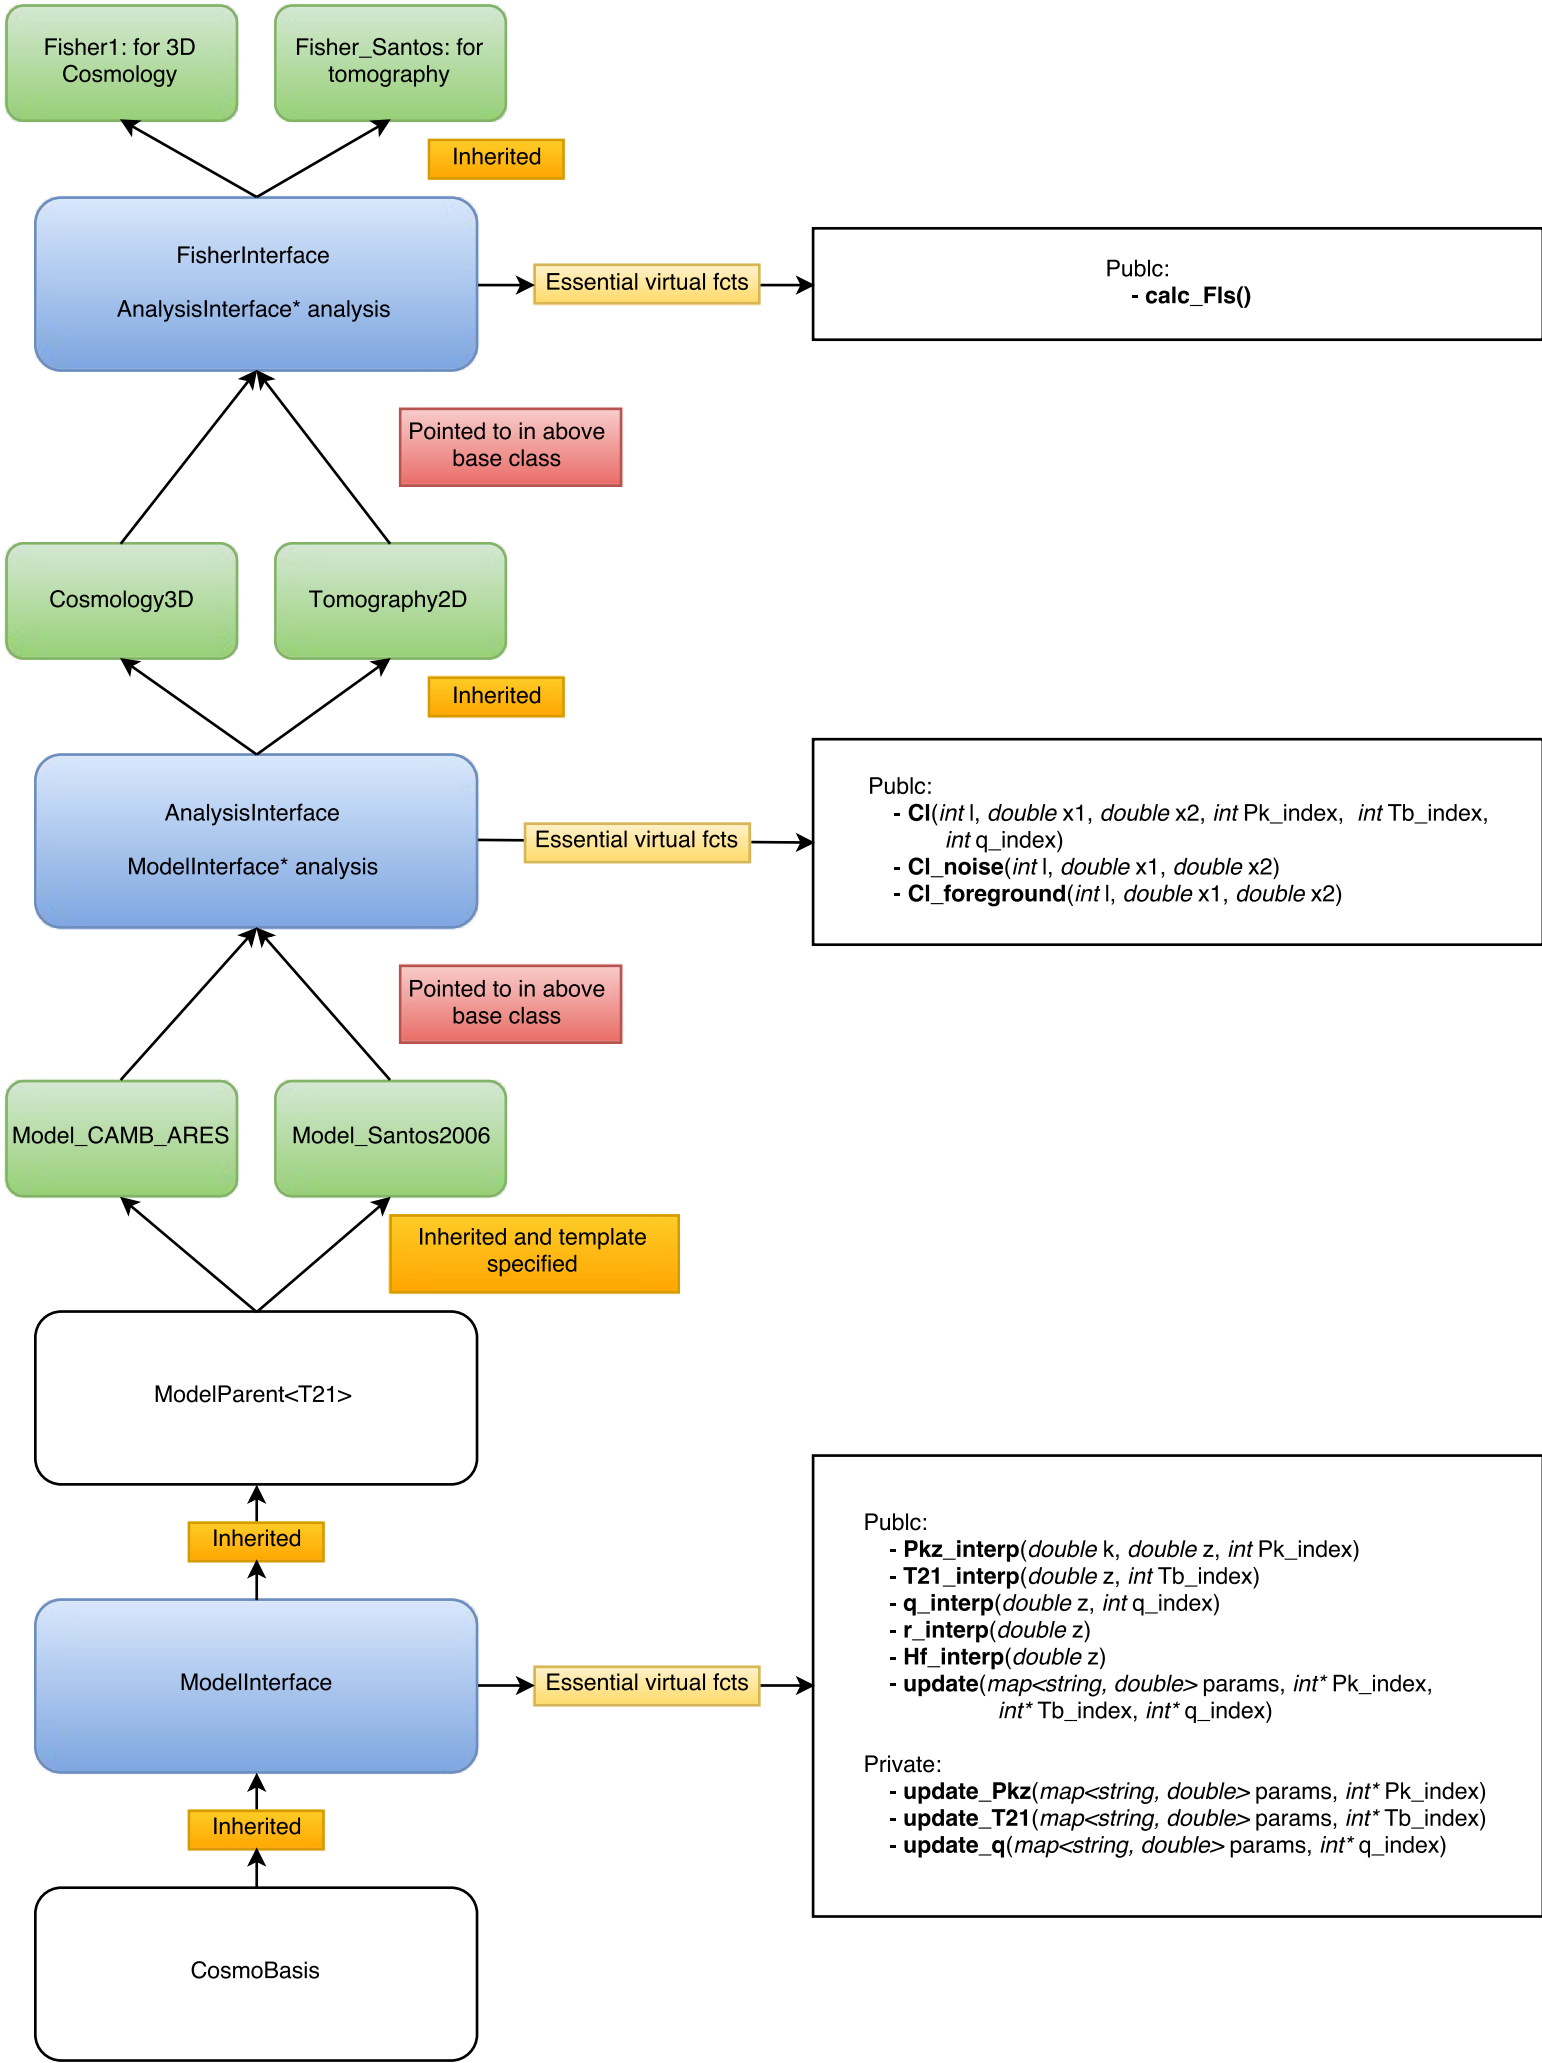 Fisher1: for 3D
Cosmology
Fisher_Santos: for
tomography
Inherited
FisherInterface
AnalysisInterface* analysis
Essential virtual fcts
Publc:
- calc_Fls()
Pointed to in above
base class
Cosmology3D
Tomography2D
Inherited
AnalysisInterface
ModelInterface* analysis
Essential virtual fcts
Publc:
- Cl(int l, double x1, double x2, int Pk_index, int Tb_index,
int q_index)
- Cl_noise(int l, double x1, double x2)
- Cl_foreground(int l, double x1, double x2)
Pointed to in above
base class
Model_CAMB_ARES
Model_Santos2006
Inherited and template
specified
ModelParent<T21>
Inherited
ModelInterface
Essential virtual fcts
Publc:
- Pkz_interp(double k, double z, int Pk_index)
- T21_interp(double z, int Tb_index)
- q_interp(double z, int q_index)
- r_interp(double z)
- Hf_interp(double z)
- update(map<string, double> params, int* Pk_index,
int* Tb_index, int* q_index)
Private:
- update_Pkz(map<string, double> params, int* Pk_index)
- update_T21(map<string, double> params, int* Tb_index)
- update_q(map<string, double> params, int* q_index)
Inherited
CosmoBasis